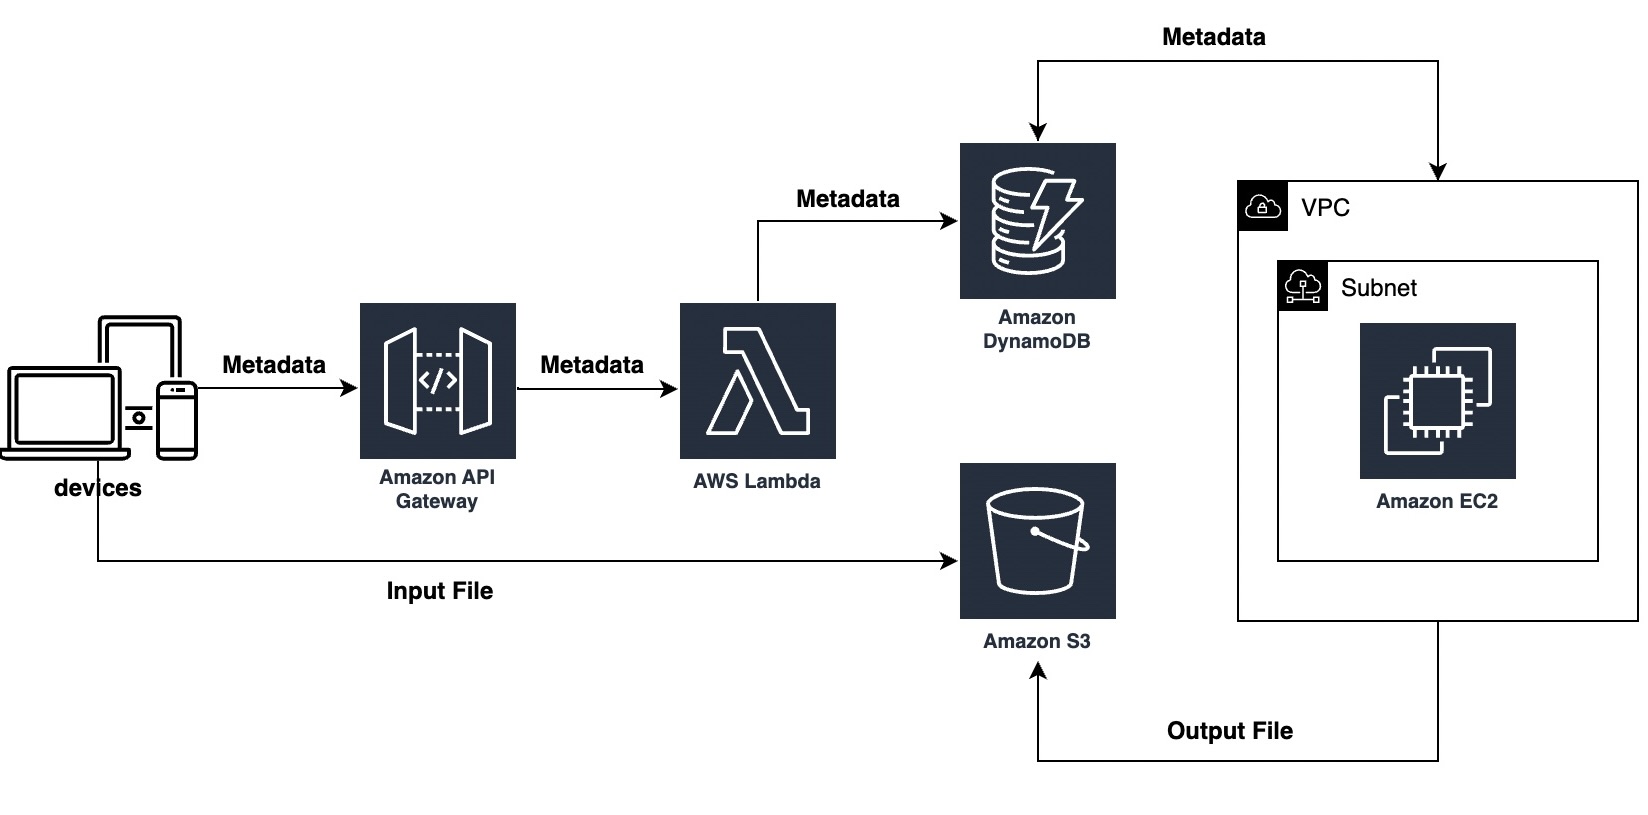 Metadata
Metadata
VPC
Subnet
Amazon
DynamoDB
Metadata
Metadata
</>
devices
Amazon API
Gateway
AWS Lambda
Amazon EC2
Input File
Amazon S3
Output File